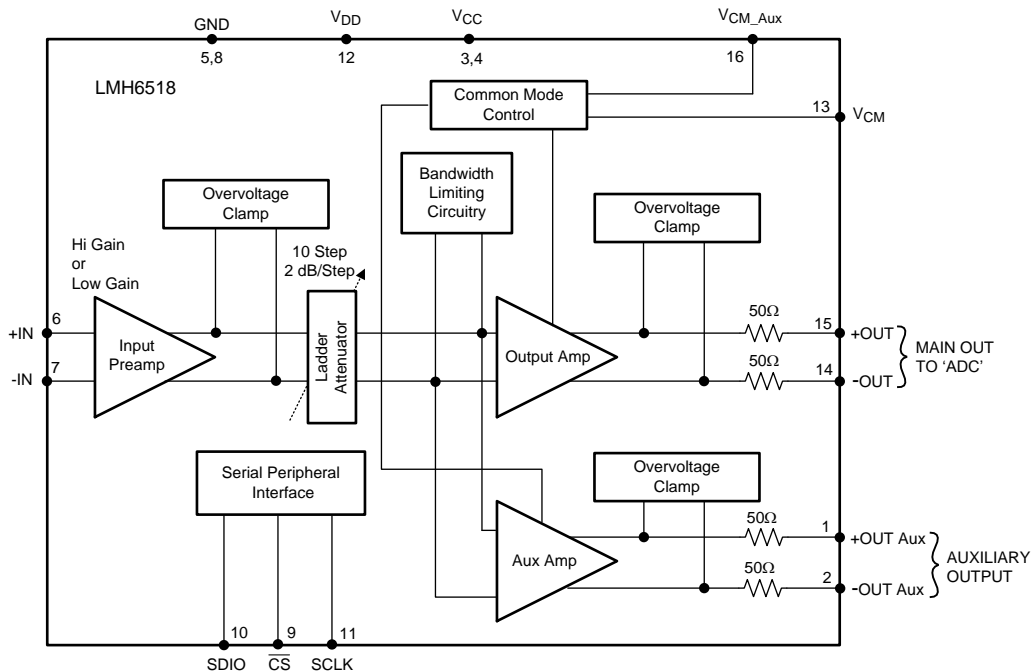 GND
V_DD
V_CC
V_CM_Aux
5,8
12
3,4
16
LMH6518
Common Mode
Control
13
V_CM
Bandwidth
Limiting
Circuitry
Overvoltage
Clamp
Overvoltage
Clamp
Hi Gain
or
Low Gain
10 Step
2 dB/Step
+IN
6
-IN
7
Input
Preamp
Ladder
Attenuator
Output Amp
50Ω
15
+OUT
50Ω
14
-OUT
MAIN OUT
TO ‘ADC’
Serial Peripheral
Interface
Overvoltage
Clamp
Aux Amp
50Ω
1
+OUT Aux
50Ω
2
-OUT Aux
AUXILIARY
OUTPUT
10
9
11
SDIO
CS
SCLK